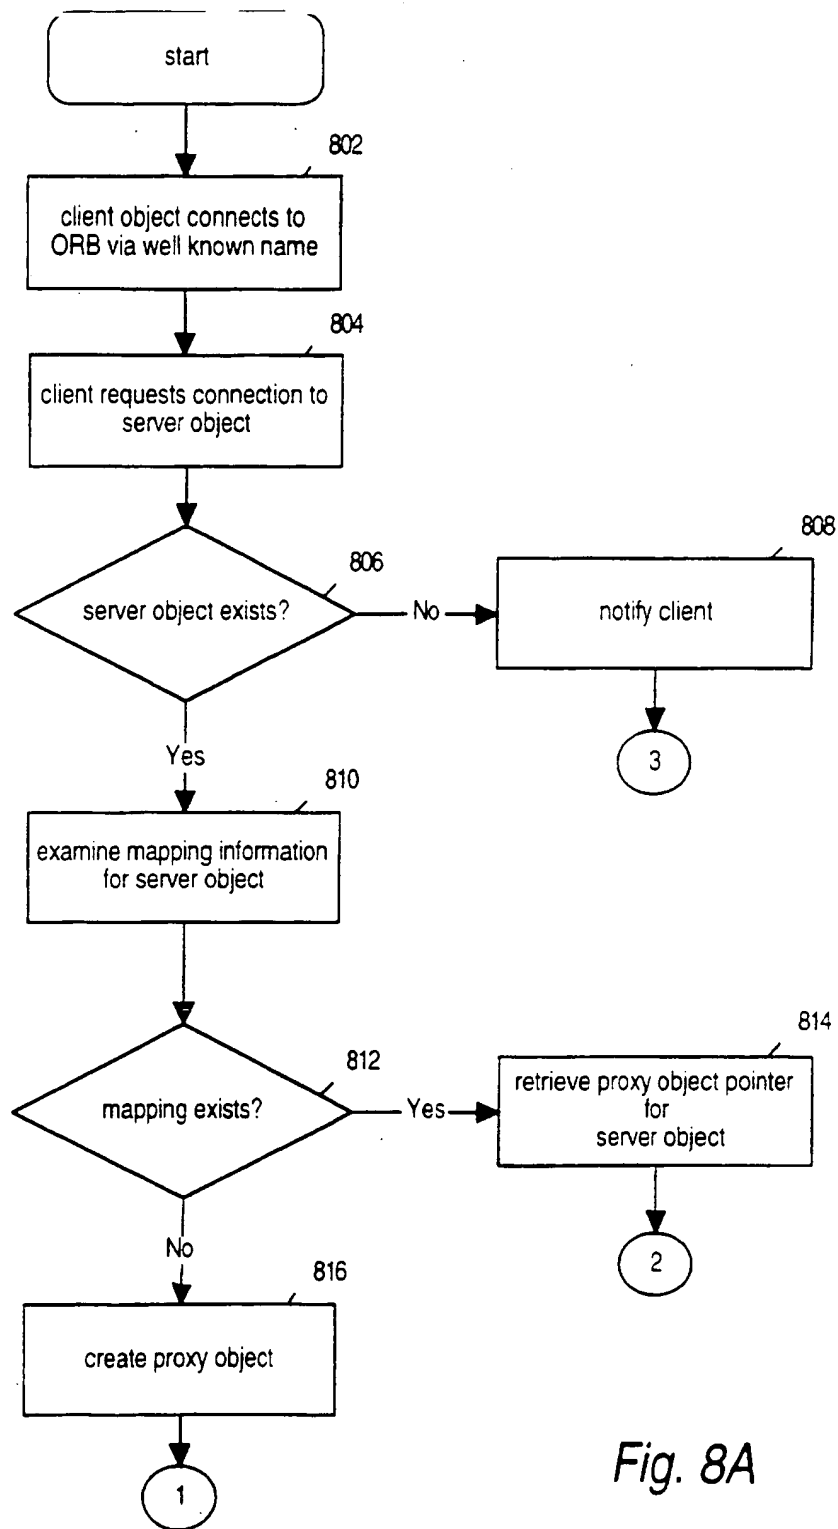 start
802
client object connects to
ORB via well known name
804
client requests connection to
server object
806
server object exists?
No
808
notify client
3
Yes
810
examine mapping information
for server object
812
mapping exists?
Yes
814
retrieve proxy object pointer
for
server object
2
No
816
create proxy object
1
Fig. 8A